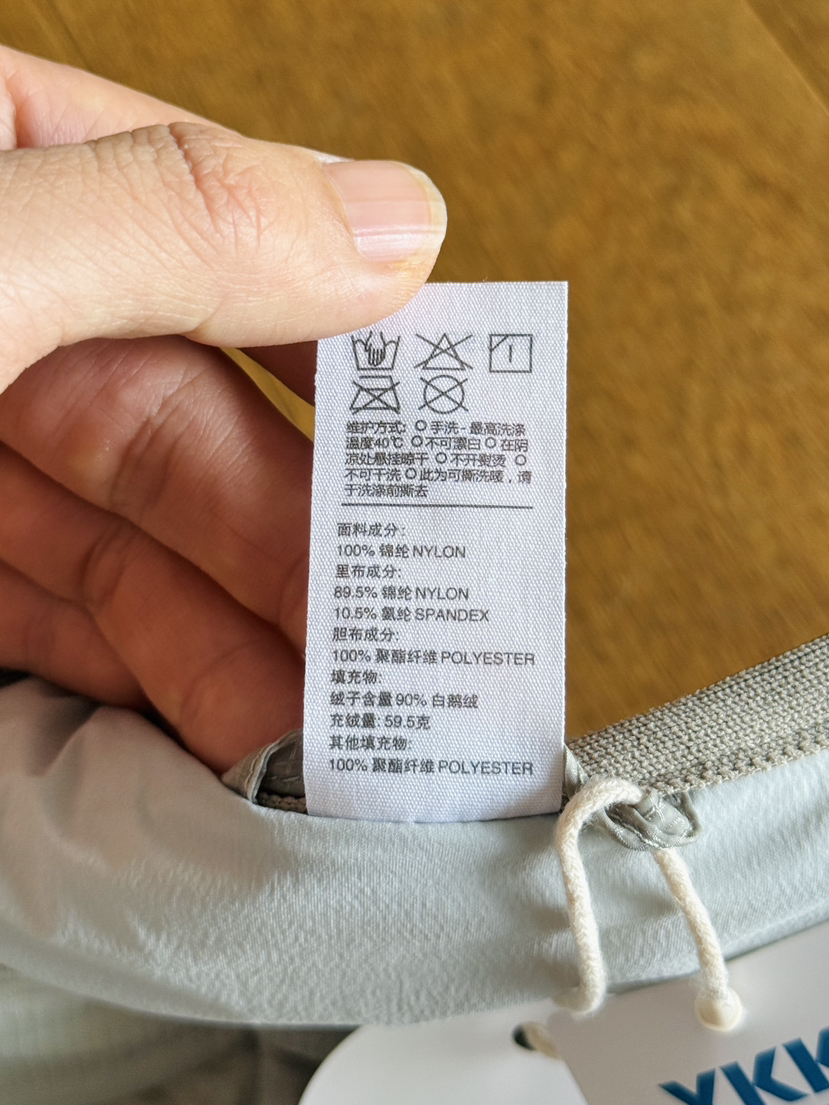 维护方式: O 手洗 - 最高洗涤
温度40℃ O 不可漂白 O 在阴
凉处悬挂晾干 O 不开熨烫 O
不可干洗 O 此为可撕洗唛，请
于洗涤前撕去
面料成分:
100% 锦纶 NYLON
里布成分:
89.5% 锦纶 NYLON
10.5% 氨纶 SPANDEX
胆布成分:
100% 聚酯纤维 POLYESTER
填充物:
绒子含量 90% 白鹅绒
充绒量: 59.5克
其他填充物:
100% 聚酯纤维 POLYESTER
YKK